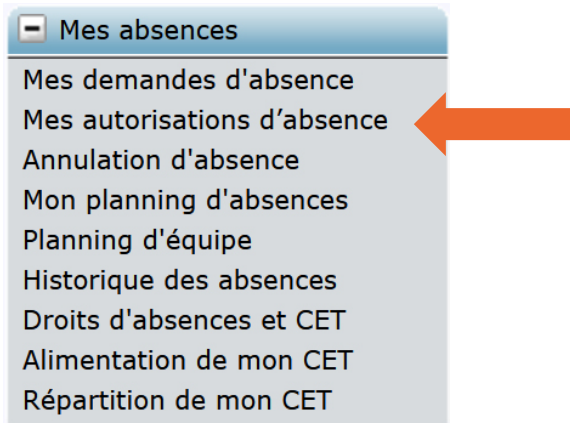 Mes absences
Mes demandes d'absence
Mes autorisations d’absence
Annulation d'absence
Mon planning d'absences
Planning d'équipe
Historique des absences
Droits d'absences et CET
Alimentation de mon CET
Répartition de mon CET